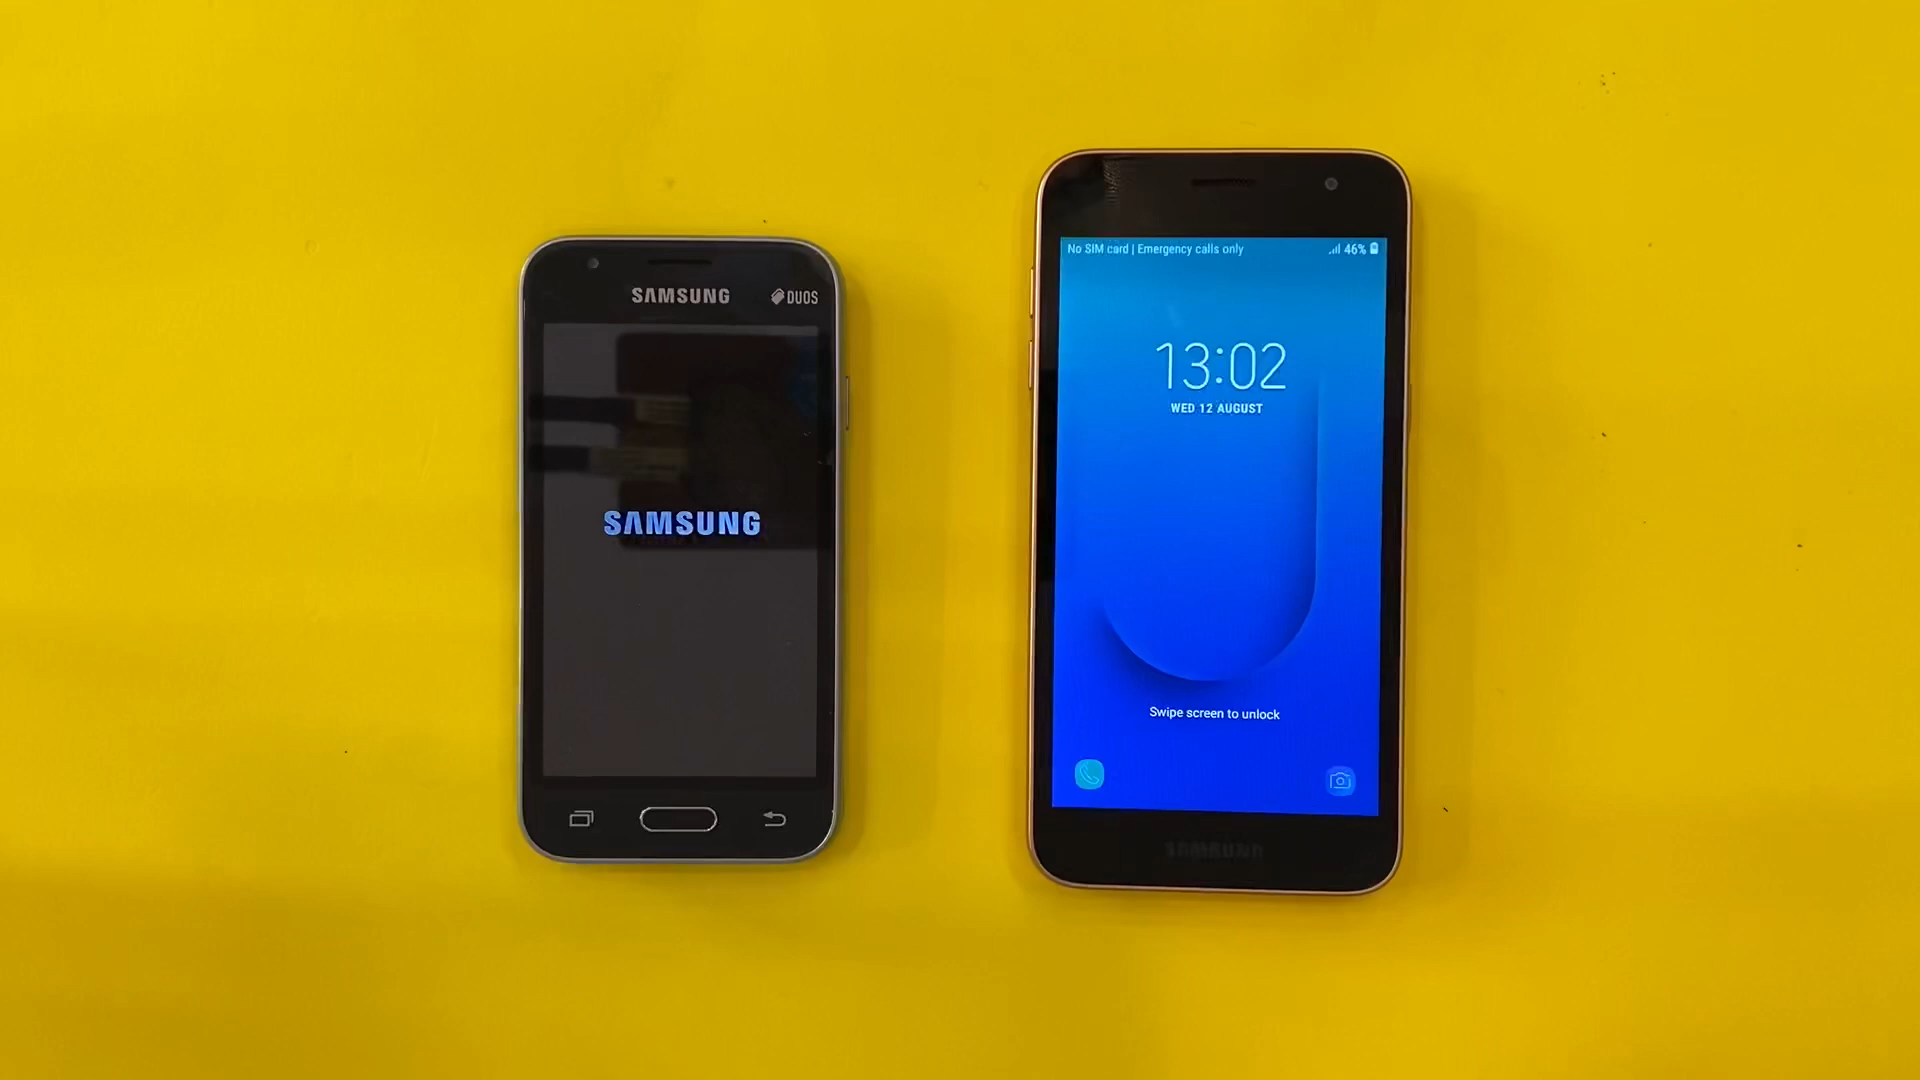 SAMSUNG
DUOS
SAMSUNG
No SIM card | Emergency calls only
46%
13:02
WED 12 AUGUST
Swipe screen to unlock
SAMSUNG